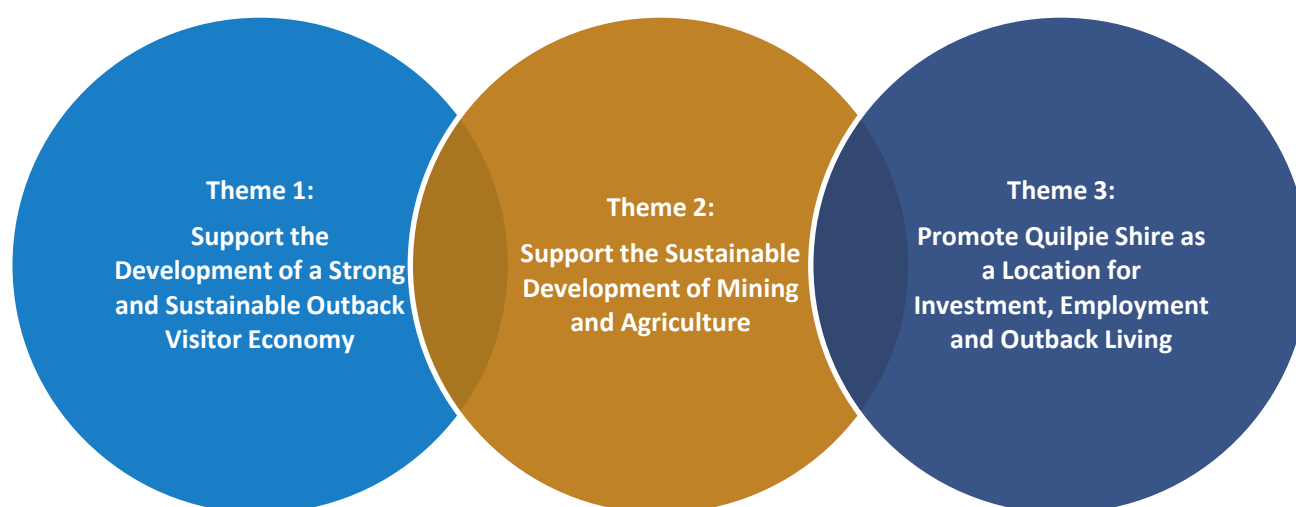 Theme 1:
Support the
Development of a Strong
and Sustainable Outback
Visitor Economy
Theme 2:
Support the Sustainable
Development of Mining
and Agriculture
Theme 3:
Promote Quilpie Shire as
a Location for
Investment, Employment
and Outback Living